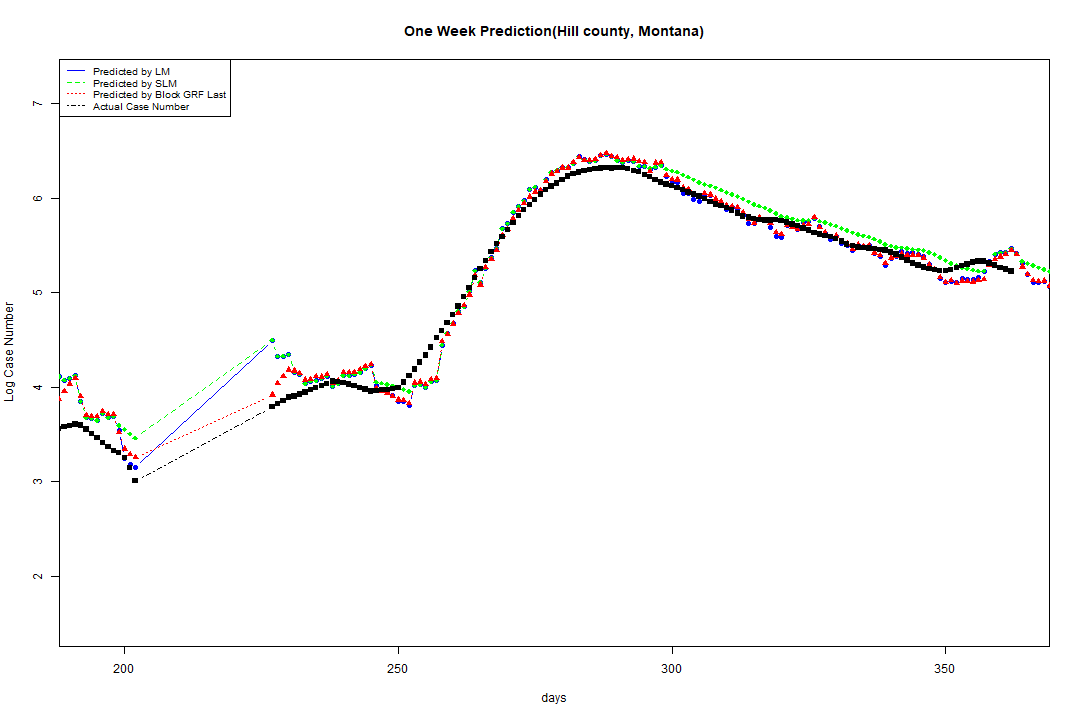 One Week Prediction(Hill county, Montana)
Predicted by LM
Predicted by SLM
Predicted by Block GRF Last
Actual Case Number
7
6
5
4
3
2
Log Case Number
200
250
300
350
days